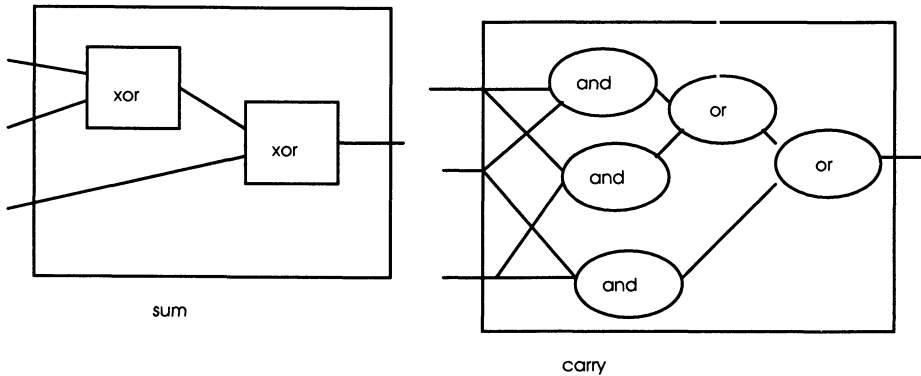 xor
xor
sum
and
or
and
or
and
carry